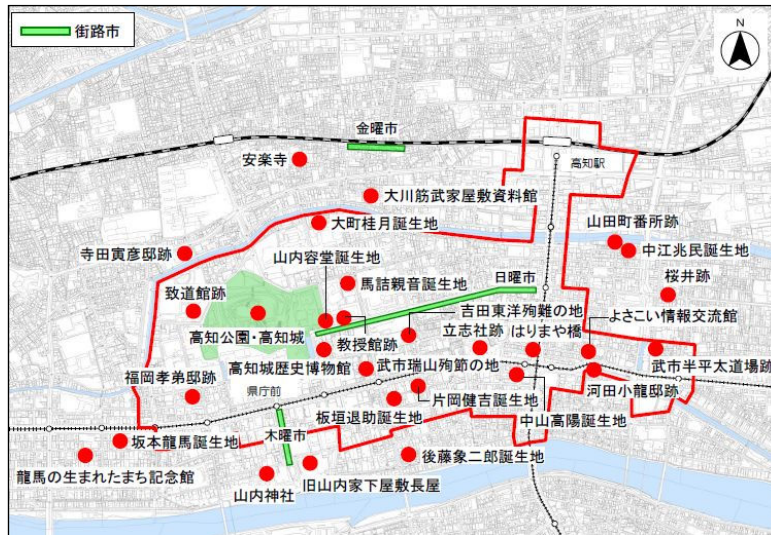 街路市
N
金曜市
安楽寺
高知駅
大川筋武家屋敷資料館
大町桂月誕生地
山田町番所跡
中江兆民誕生地
寺田寅彦邸跡
山内容堂誕生地
馬詰親音誕生地
日曜市
桜井跡
致道館跡
吉田東洋殉難の地
よさこい情報交流館
高知公園・高知城
教授館跡
立志社跡
はりまや橋
高知城歴史博物館
武市瑞山殉節の地
武市半平太道場跡
福岡孝弟邸跡
県庁前
片岡健吉誕生地
河田小龍邸跡
板垣退助誕生地
中山高陽誕生地
木曜市
坂本龍馬誕生地
後藤象二郎誕生地
龍馬の生まれたまち記念館
山内神社
旧山内家下屋敷長屋